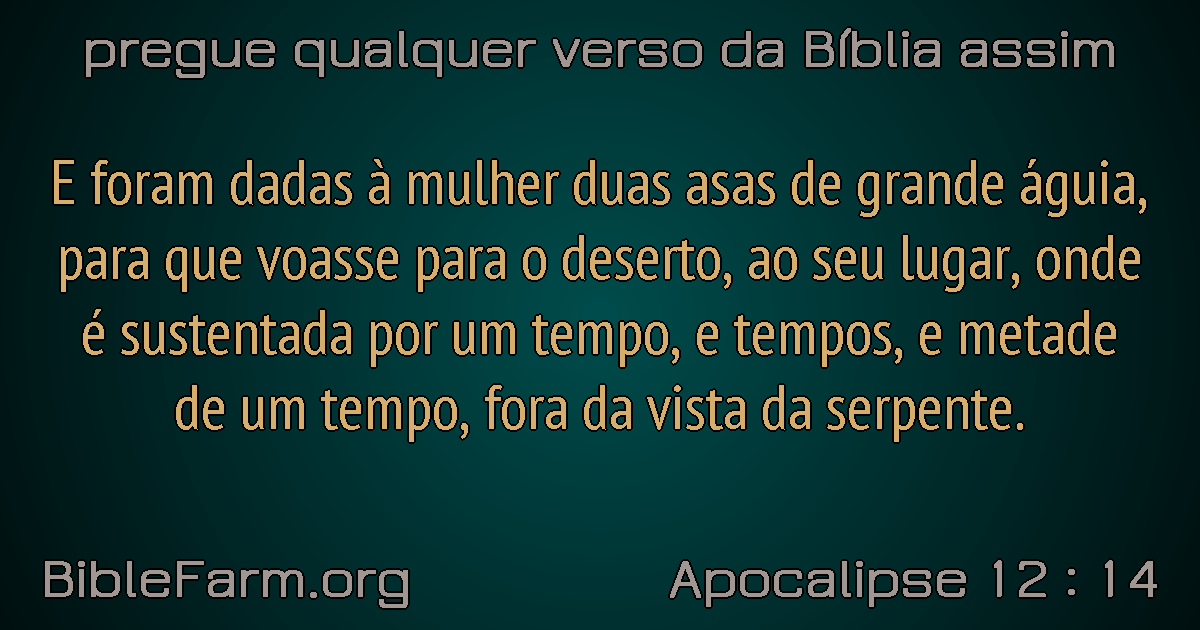 pregue qualquer verso da Bíblia assim
E foram dadas à mulher duas asas de grande águia,
para que voasse para o deserto, ao seu lugar, onde
é sustentada por um tempo, e tempos, e metade
de um tempo, fora da vista da serpente.
BibleFarm.org
Apocalipse 12 : 14